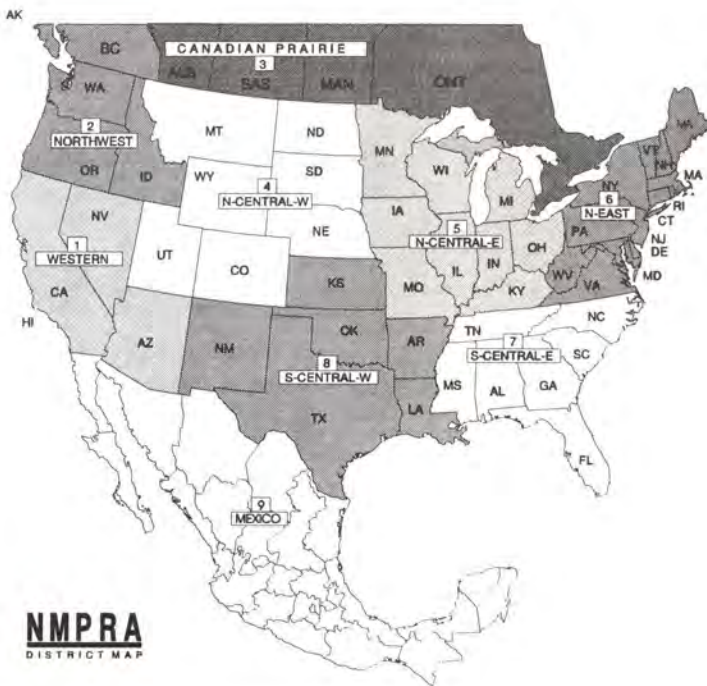 AK
BC
CANADIAN PRAIRIE
3
ALB
SAS
MAN
ONT
WA
2
NORTHWEST
OR
ID
MT
ND
MN
WY
SD
4
N-CENTRAL-W
NE
WI
MI
IA
5
N-CENTRAL-E
IL
IN
OH
MO
KY
MA
VT
NH
MA
NY
6
N-EAST
RI
CT
PA
NJ
DE
MD
WV
VA
NV
1
WESTERN
CA
UT
CO
KS
HI
AZ
NM
OK
AR
TN
NC
7
S-CENTRAL-E
SC
8
S-CENTRAL-W
MS
AL
GA
LA
TX
FL
9
MEXICO
NMPRA
DISTRICT MAP